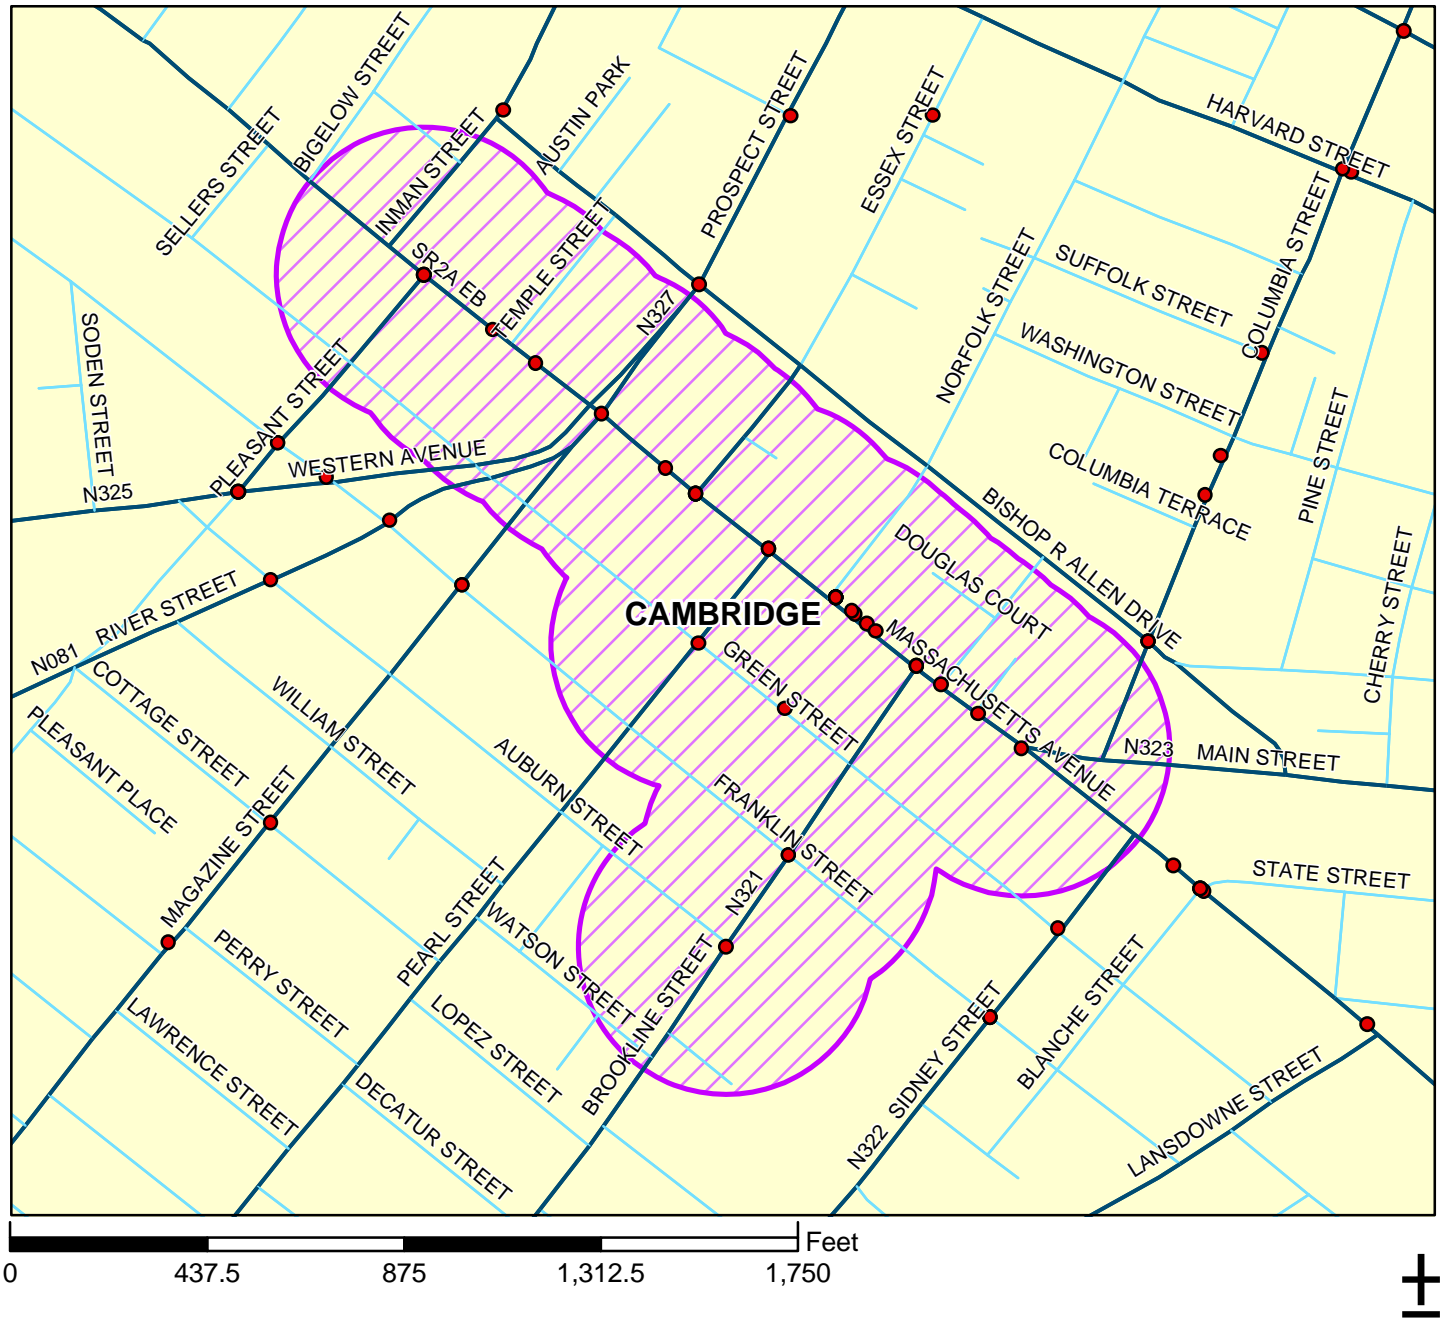 BIGELOW STREET
AUSTIN PARK
PROSPECT STREET
ESSEX STREET
HARVARD STREET
SELLERS STREET
INMAN STREET
COLUMBIA STREET
SR2A EB
TEMPLE STREET
N327
NORFOLK STREET
SUFFOLK STREET
WASHINGTON STREET
SODEN STREET
PLEASANT STREET
WESTERN AVENUE
N325
COLUMBIA TERRACE
PINE STREET
BISHOP R ALLEN DRIVE
DOUGLAS COURT
CHERRY STREET
CAMBRIDGE
RIVER STREET
N081
MASSACHUSETTS AVENUE
GREEN STREET
COTTAGE STREET
WILLIAM STREET
PLEASANT PLACE
AUBURN STREET
FRANKLIN STREET
N323
MAIN STREET
MAGAZINE STREET
PEARL STREET
N321
STATE STREET
WATSON STREET
PERRY STREET
BROOKLINE STREET
LOPEZ STREET
LAWRENCE STREET
DECATUR STREET
N322
SIDNEY STREET
BLANCHE STREET
LANSDOWNE STREET
Feet
0 437.5 875 1,312.5 1,750